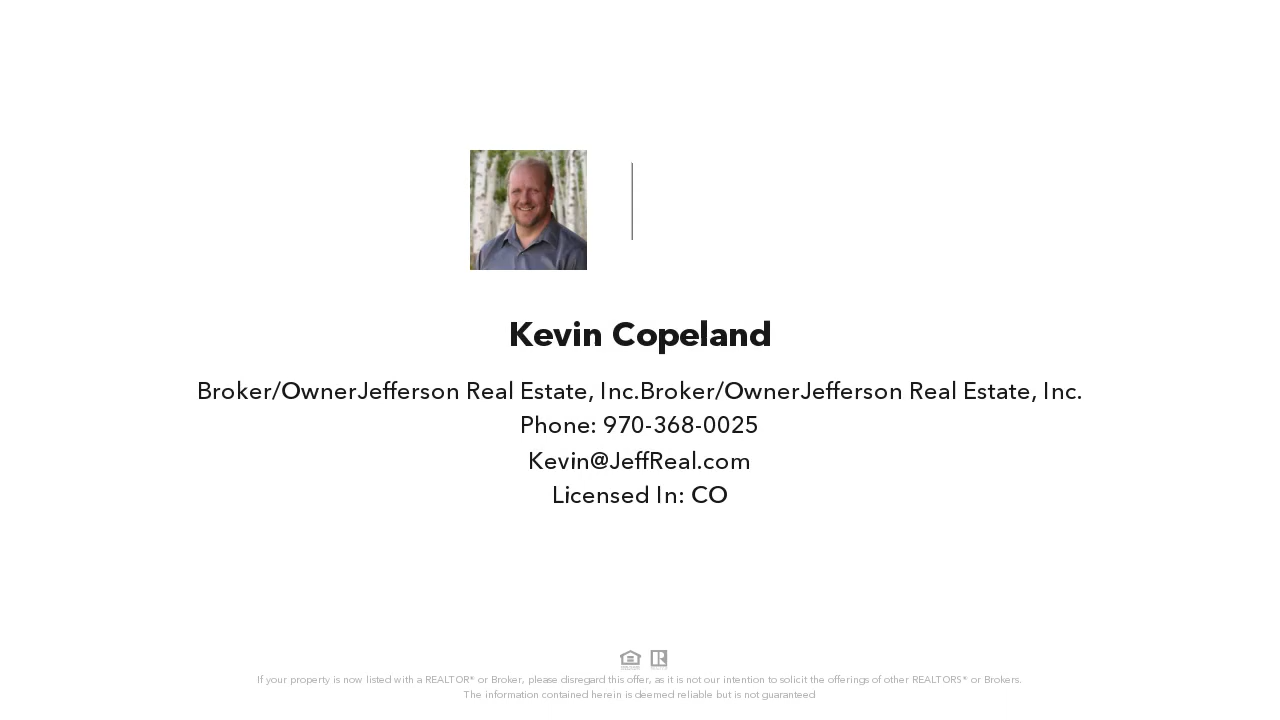 Kevin Copeland
Broker/OwnerJefferson Real Estate, Inc.Broker/OwnerJefferson Real Estate, Inc.
Phone: 970-368-0025
Kevin@JeffReal.com
Licensed In: CO
If your property is now listed with a REALTOR® or Broker, please disregard this offer, as it is not our intention to solicit the offerings of other REALTORS® or Brokers.
The information contained herein is deemed reliable but is not guaranteed